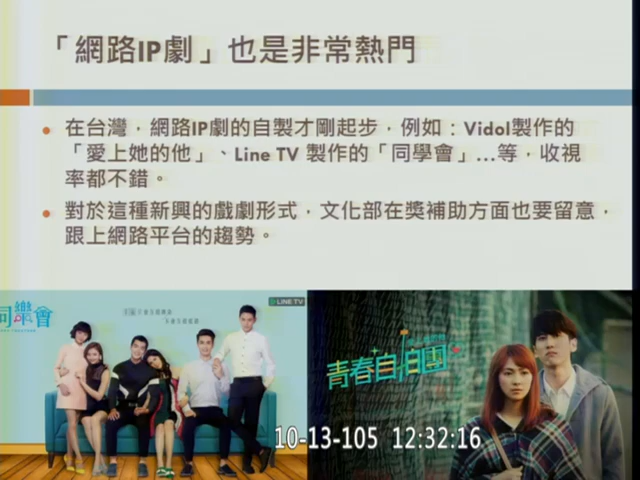 「網路IP劇」也是非常熱門
在台灣，網路IP劇的自製才剛起步，例如：Vidol製作的
「愛上她的他」、Line TV 製作的「同學會」...等，收視
率都不錯。
對於這種新興的戲劇形式，文化部在獎補助方面也要留意，
跟上網路平台的趨勢。
LINE TV
同樂會
青春自白團
10-13-105 12:32:16